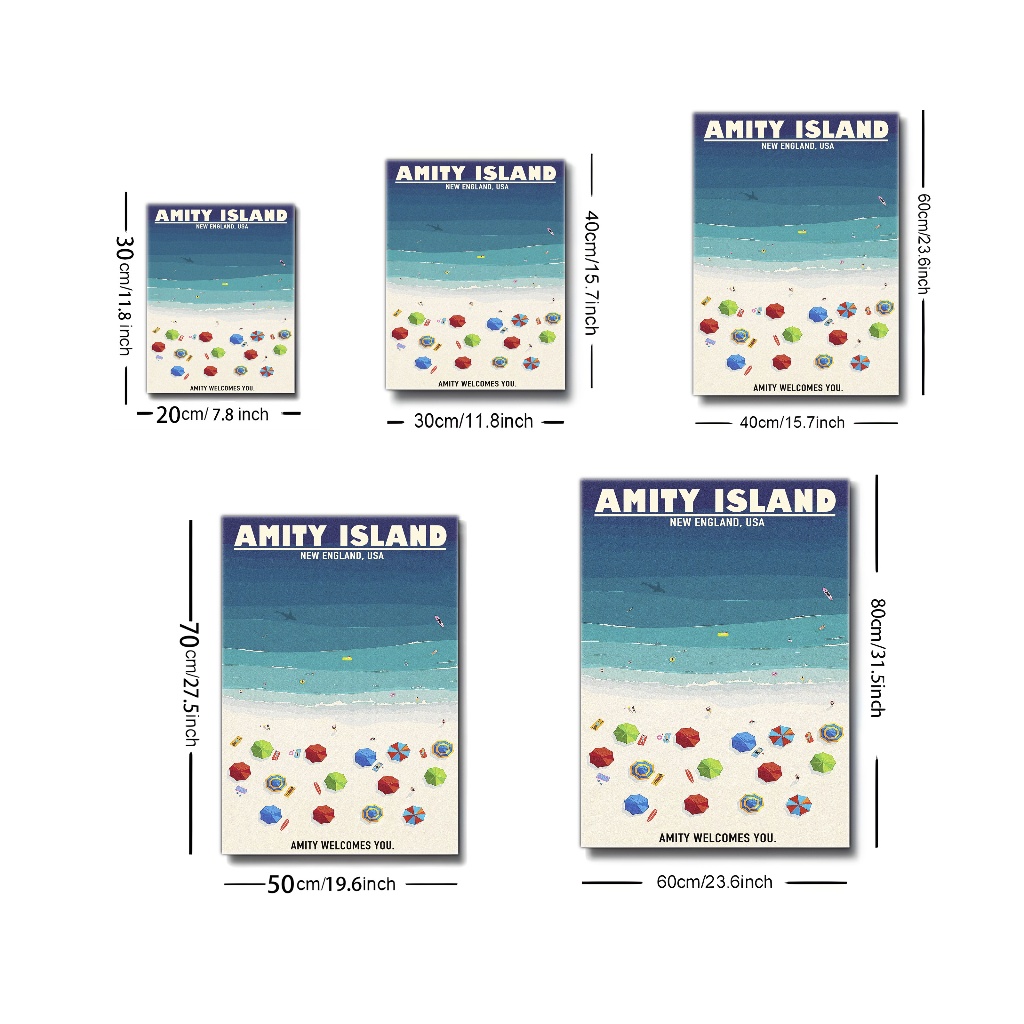 AMITY ISLAND
NEW ENGLAND, USA
AMITY WELCOMES YOU.
30cm/11.8 inch
20cm/ 7.8 inch
AMITY ISLAND
NEW ENGLAND, USA
AMITY WELCOMES YOU.
40cm/15.7inch
30cm/11.8inch
AMITY ISLAND
NEW ENGLAND, USA
AMITY WELCOMES YOU.
60cm/23.6inch
40cm/15.7inch
AMITY ISLAND
NEW ENGLAND, USA
AMITY WELCOMES YOU.
70cm/27.5inch
50cm/19.6inch
AMITY ISLAND
NEW ENGLAND, USA
AMITY WELCOMES YOU.
80cm/31.5inch
60cm/23.6inch